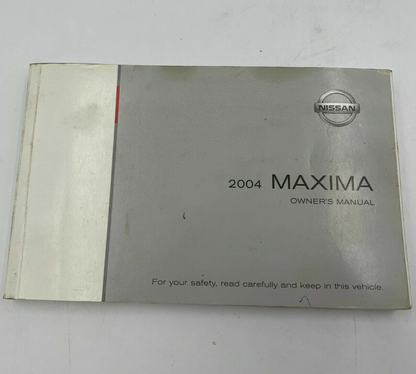 NISSAN
2004 MAXIMA
OWNER'S MANUAL
For your safety, read carefully and keep in this vehicle.